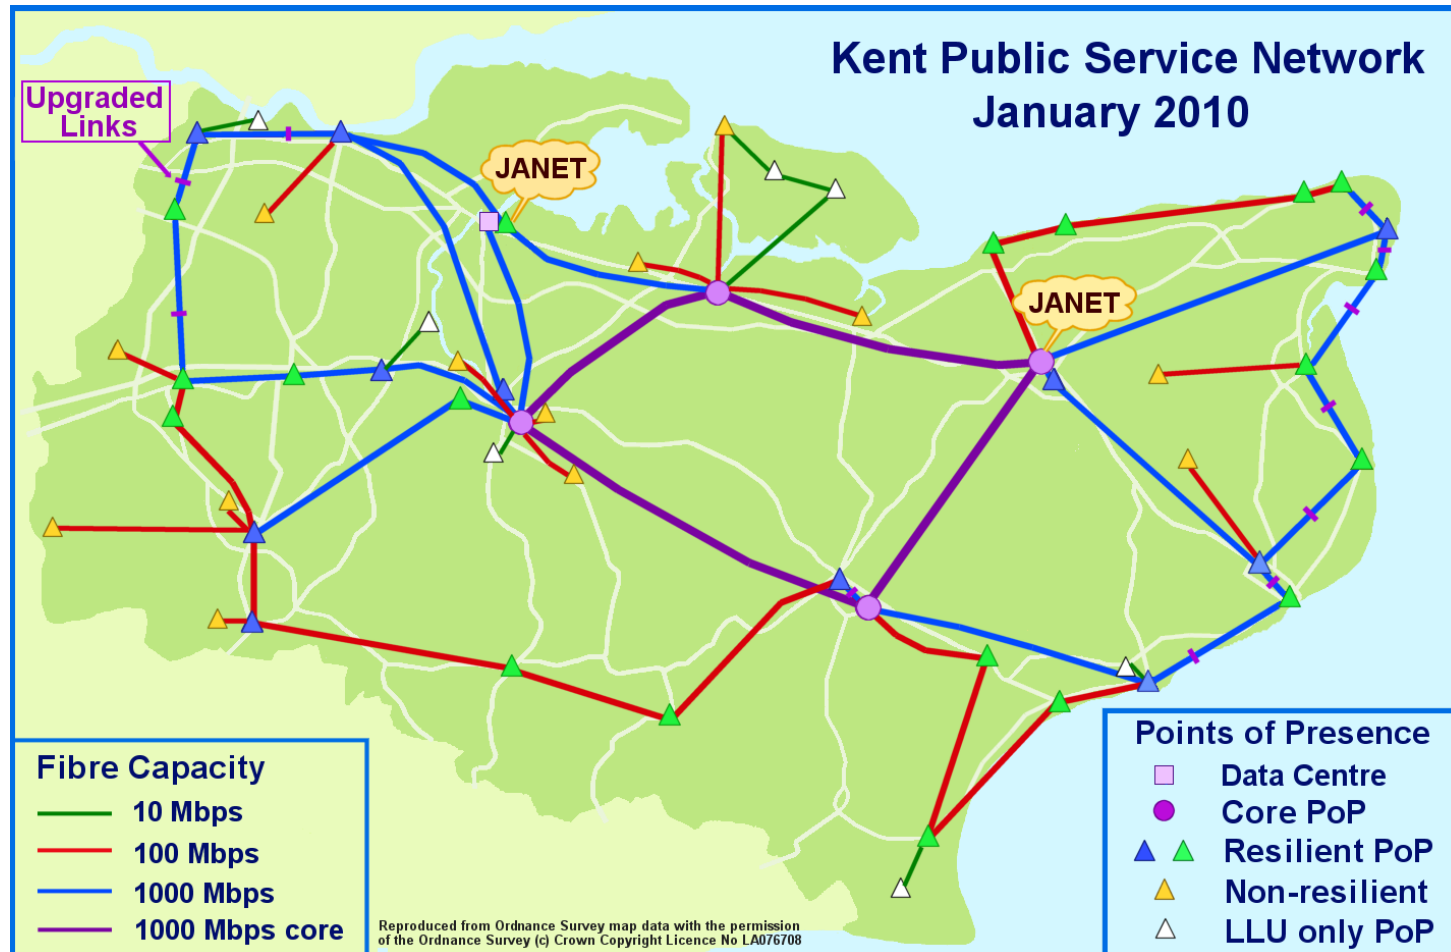 Kent Public Service Network
January 2010
Upgraded
Links
JANET
JANET
Fibre Capacity
10 Mbps
100 Mbps
1000 Mbps
1000 Mbps core
Reproduced from Ordnance Survey map data with the permission
of the Ordnance Survey (c) Crown Copyright Licence No LA076708
Points of Presence
Data Centre
Core PoP
Resilient PoP
Non-resilient
LLU only PoP